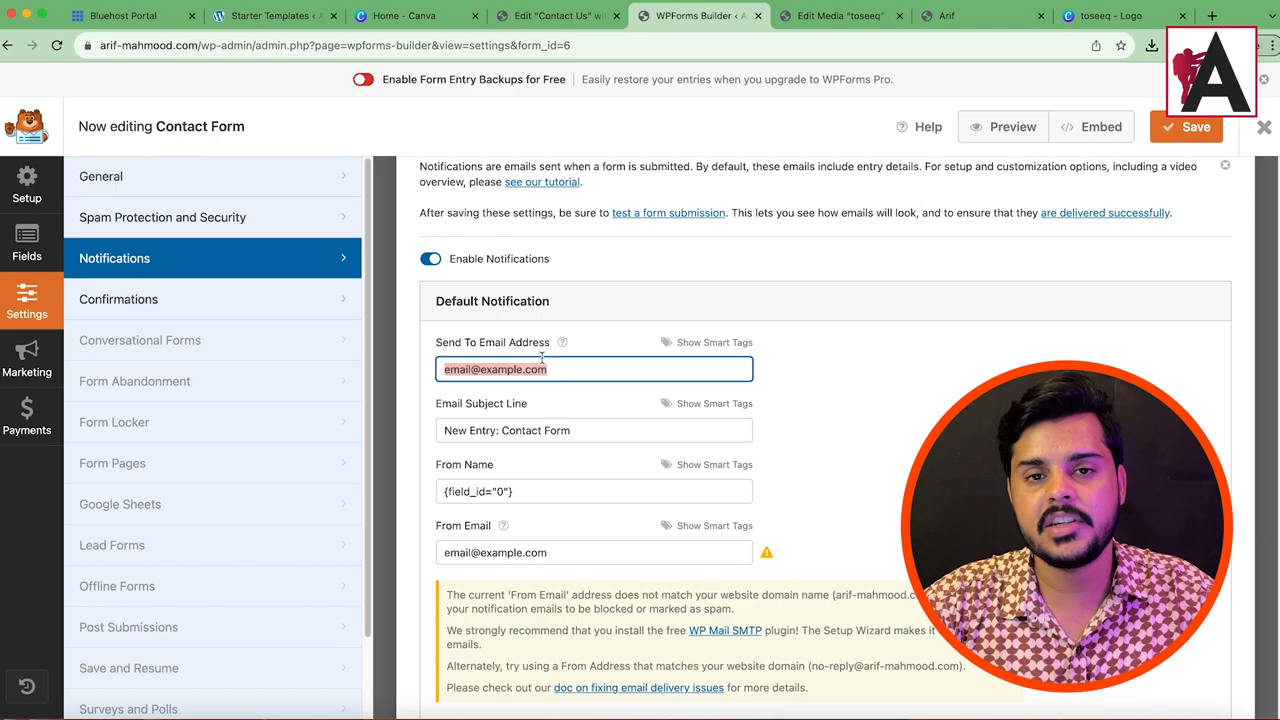 Bluehost Portal
Starter Templates ‹ A
Home - Canva
Edit "Contact Us" wit
WPForms Builder ‹ A
Edit Media "toseeq" ‹
Arif
toseeq - Logo
arif-mahmood.com/wp-admin/admin.php?page=wpforms-builder&view=settings&form_id=6
Enable Form Entry Backups for Free
Easily restore your entries when you upgrade to WPForms Pro.
A
Now editing Contact Form
Help
Preview
Embed
Save
Setup
Fields
Settings
Marketing
Payments
General
Spam Protection and Security
Notifications
Confirmations
Conversational Forms
Form Abandonment
Form Locker
Form Pages
Google Sheets
Lead Forms
Offline Forms
Post Submissions
Save and Resume
Surveys and Polls
Notifications are emails sent when a form is submitted. By default, these emails include entry details. For setup and customization options, including a video
overview, please see our tutorial.
After saving these settings, be sure to test a form submission. This lets you see how emails will look, and to ensure that they are delivered successfully.
Enable Notifications
Default Notification
Send To Email Address
Show Smart Tags
email@example.com
Email Subject Line
Show Smart Tags
New Entry: Contact Form
From Name
Show Smart Tags
{field_id="0"}
From Email
Show Smart Tags
email@example.com
The current 'From Email' address does not match your website domain name (arif-mahmood.c
your notification emails to be blocked or marked as spam.
We strongly recommend that you install the free WP Mail SMTP plugin! The Setup Wizard makes it
emails.
Alternately, try using a From Address that matches your website domain (no-reply@arif-mahmood.com).
Please check out our doc on fixing email delivery issues for more details.